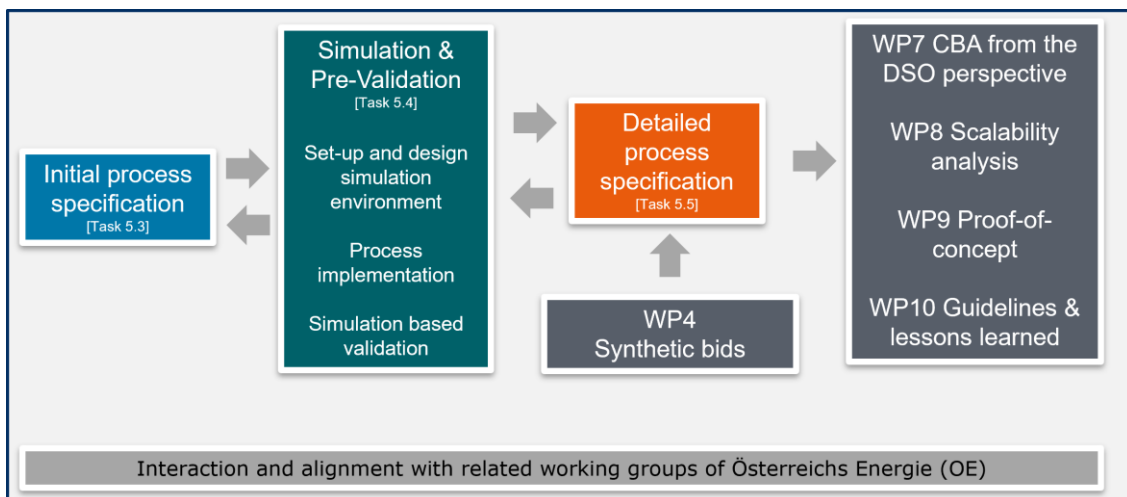 Initial process
specification
[Task 5.3]
Simulation &
Pre-Validation
[Task 5.4]
Set-up and design
simulation
environment
Process
implementation
Simulation based
validation
Detailed
process
specification
[Task 5.5]
WP4
Synthetic bids
WP7 CBA from the
DSO perspective
WP8 Scalability
analysis
WP9 Proof-of-
concept
WP10 Guidelines &
lessons learned
Interaction and alignment with related working groups of Österreichs Energie (OE)